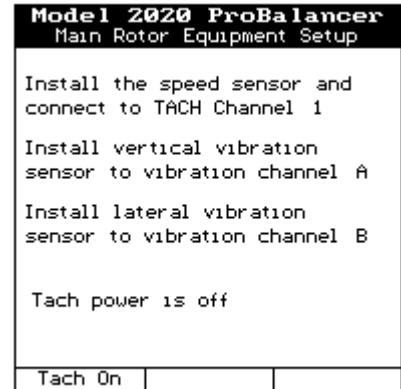 Model 2020 ProBalancer
Main Rotor Equipment Setup
Install the speed sensor and
connect to TACH Channel 1
Install vertical vibration
sensor to vibration channel A
Install lateral vibration
sensor to vibration channel B
Tach power is off
Tach On